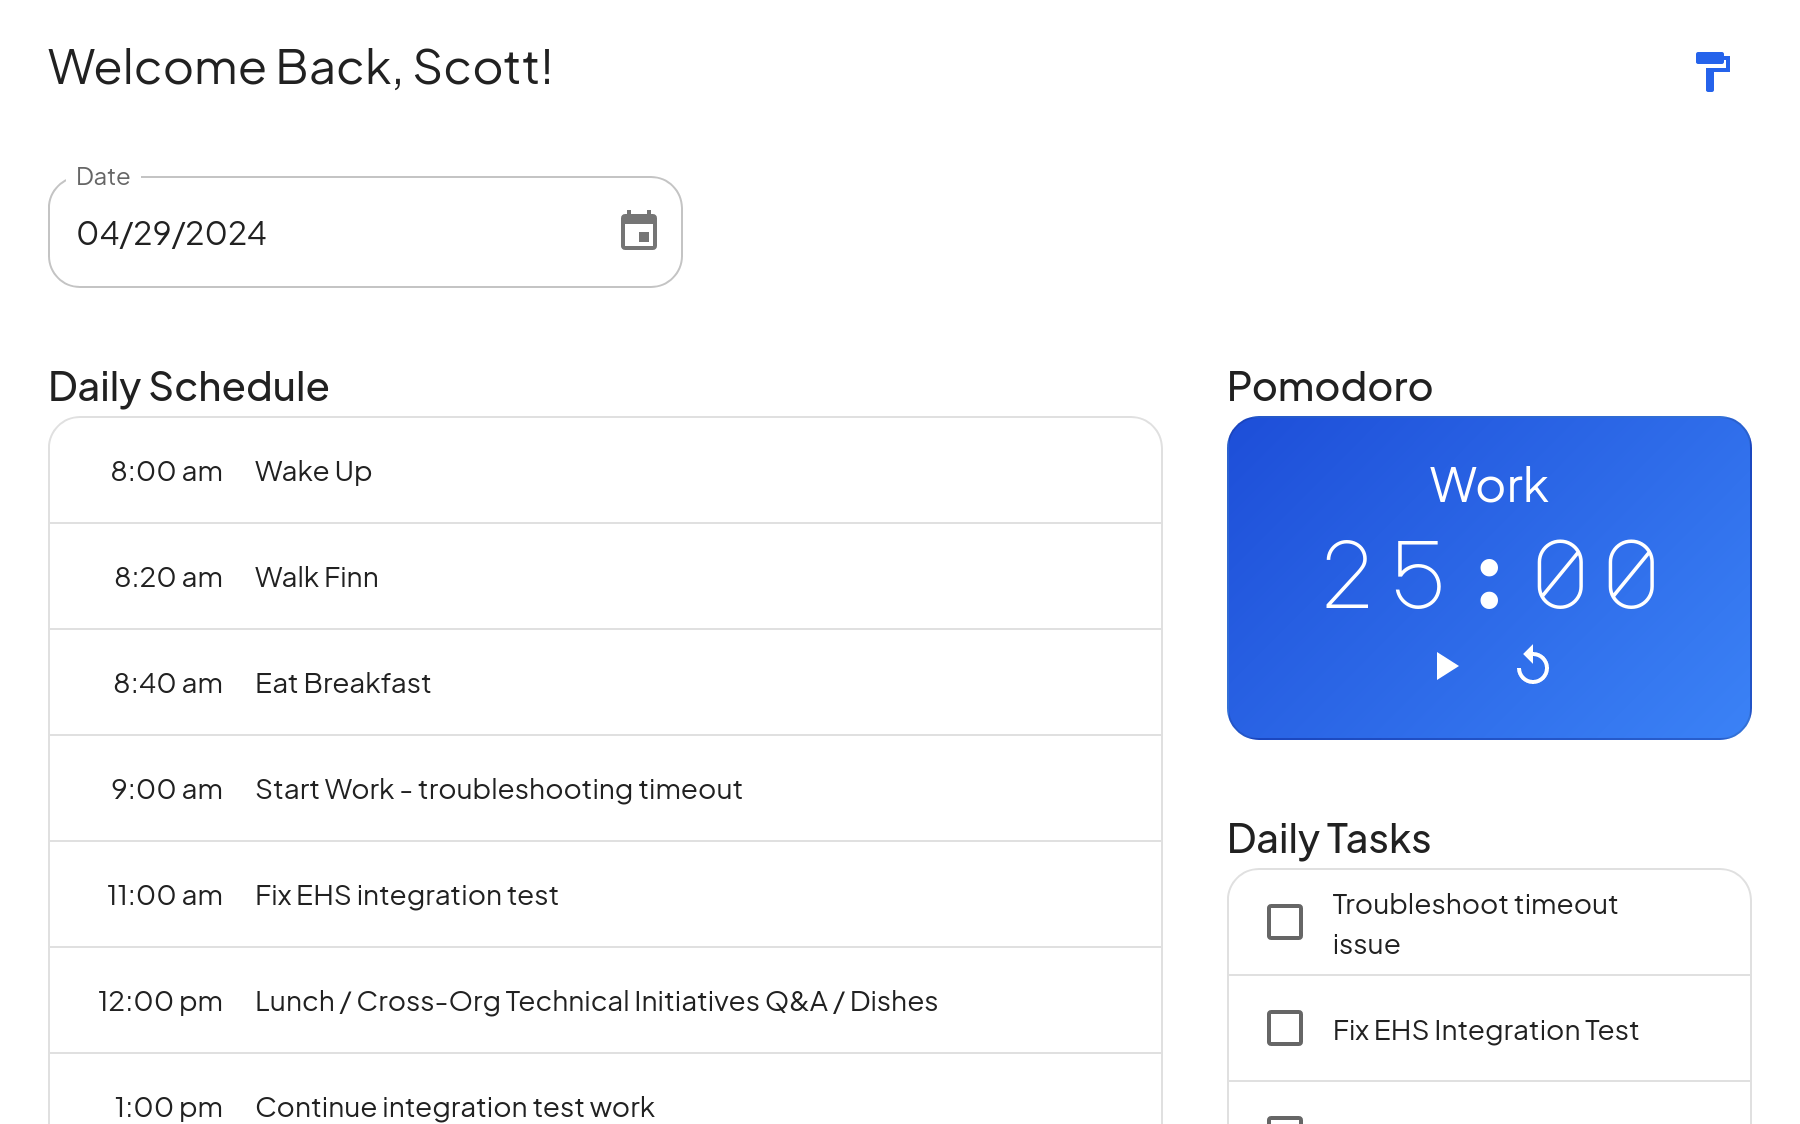 Welcome Back, Scott!
Date
04/29/2024
Daily Schedule
8:00 am Wake Up
8:20 am Walk Finn
8:40 am Eat Breakfast
9:00 am Start Work - troubleshooting timeout
11:00 am Fix EHS integration test
12:00 pm Lunch / Cross-Org Technical Initiatives Q&A / Dishes
1:00 pm Continue integration test work
Pomodoro
Work
25:00
Daily Tasks
Troubleshoot timeout
issue
Fix EHS Integration Test